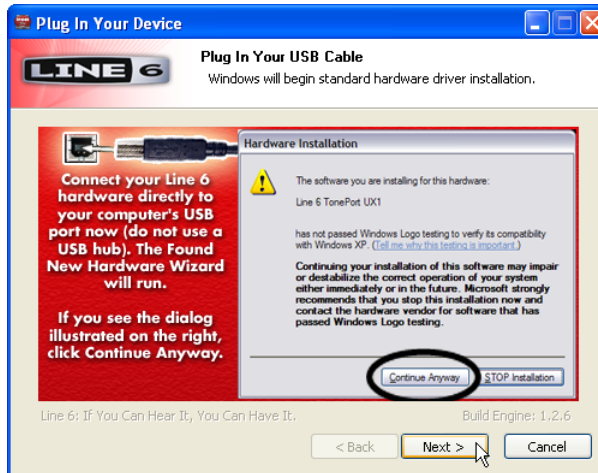 Plug In Your Device
LINE 6
Plug In Your USB Cable
Windows will begin standard hardware driver installation.
Connect your Line 6
hardware directly to
your computer's USB
port now (do not use a
USB hub). The Found
New Hardware Wizard
will run.
If you see the dialog
illustrated on the right,
click Continue Anyway.
Hardware Installation
The software you are installing for this hardware:
Line 6 TonePort UX1
has not passed Windows Logo testing to verify its compatibility
with Windows XP. (Tell me why this testing is important.)
Continuing your installation of this software may impair
or destabilize the correct operation of your system
either immediately or in the future. Microsoft strongly
recommends that you stop this installation now and
contact the hardware vendor for software that has
passed Windows Logo testing.
Continue Anyway
STOP Installation
Line 6: If You Can Hear It, You Can Have It.
Build Engine: 1.2.6
< Back
Next >
Cancel